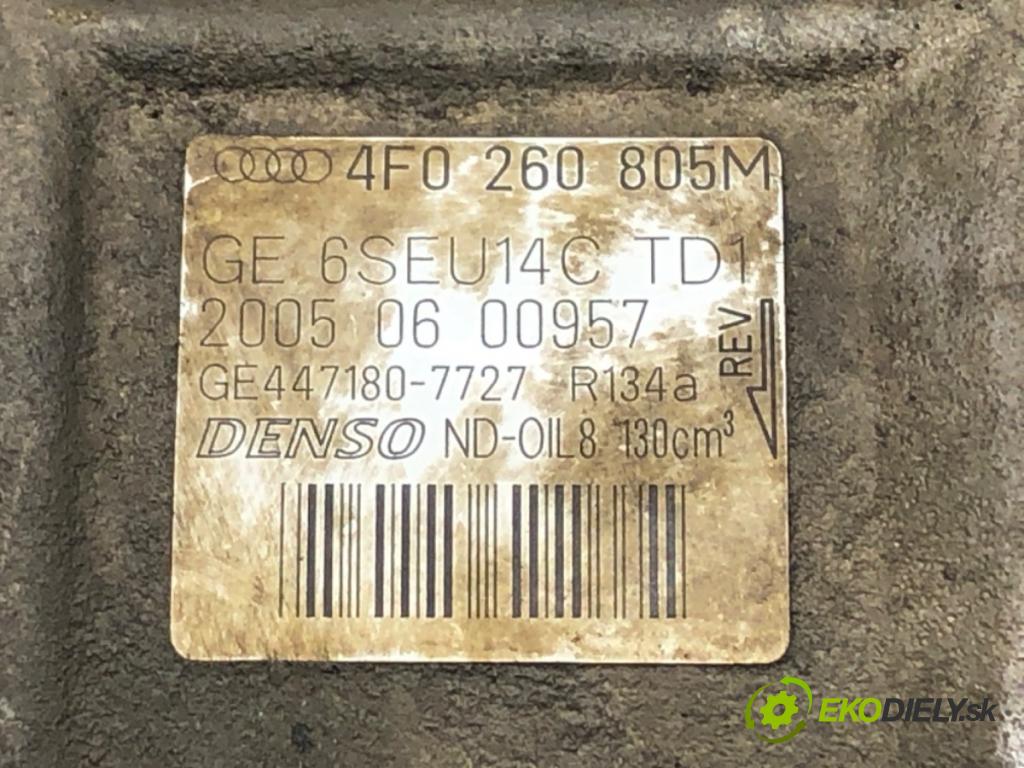 4F0 260 805M
GE 6SEU14C TD1
2005 06 00957
GE447180-7727 R134a
DENSO ND-OIL8 130cm³
REV
EKODIELY.sk